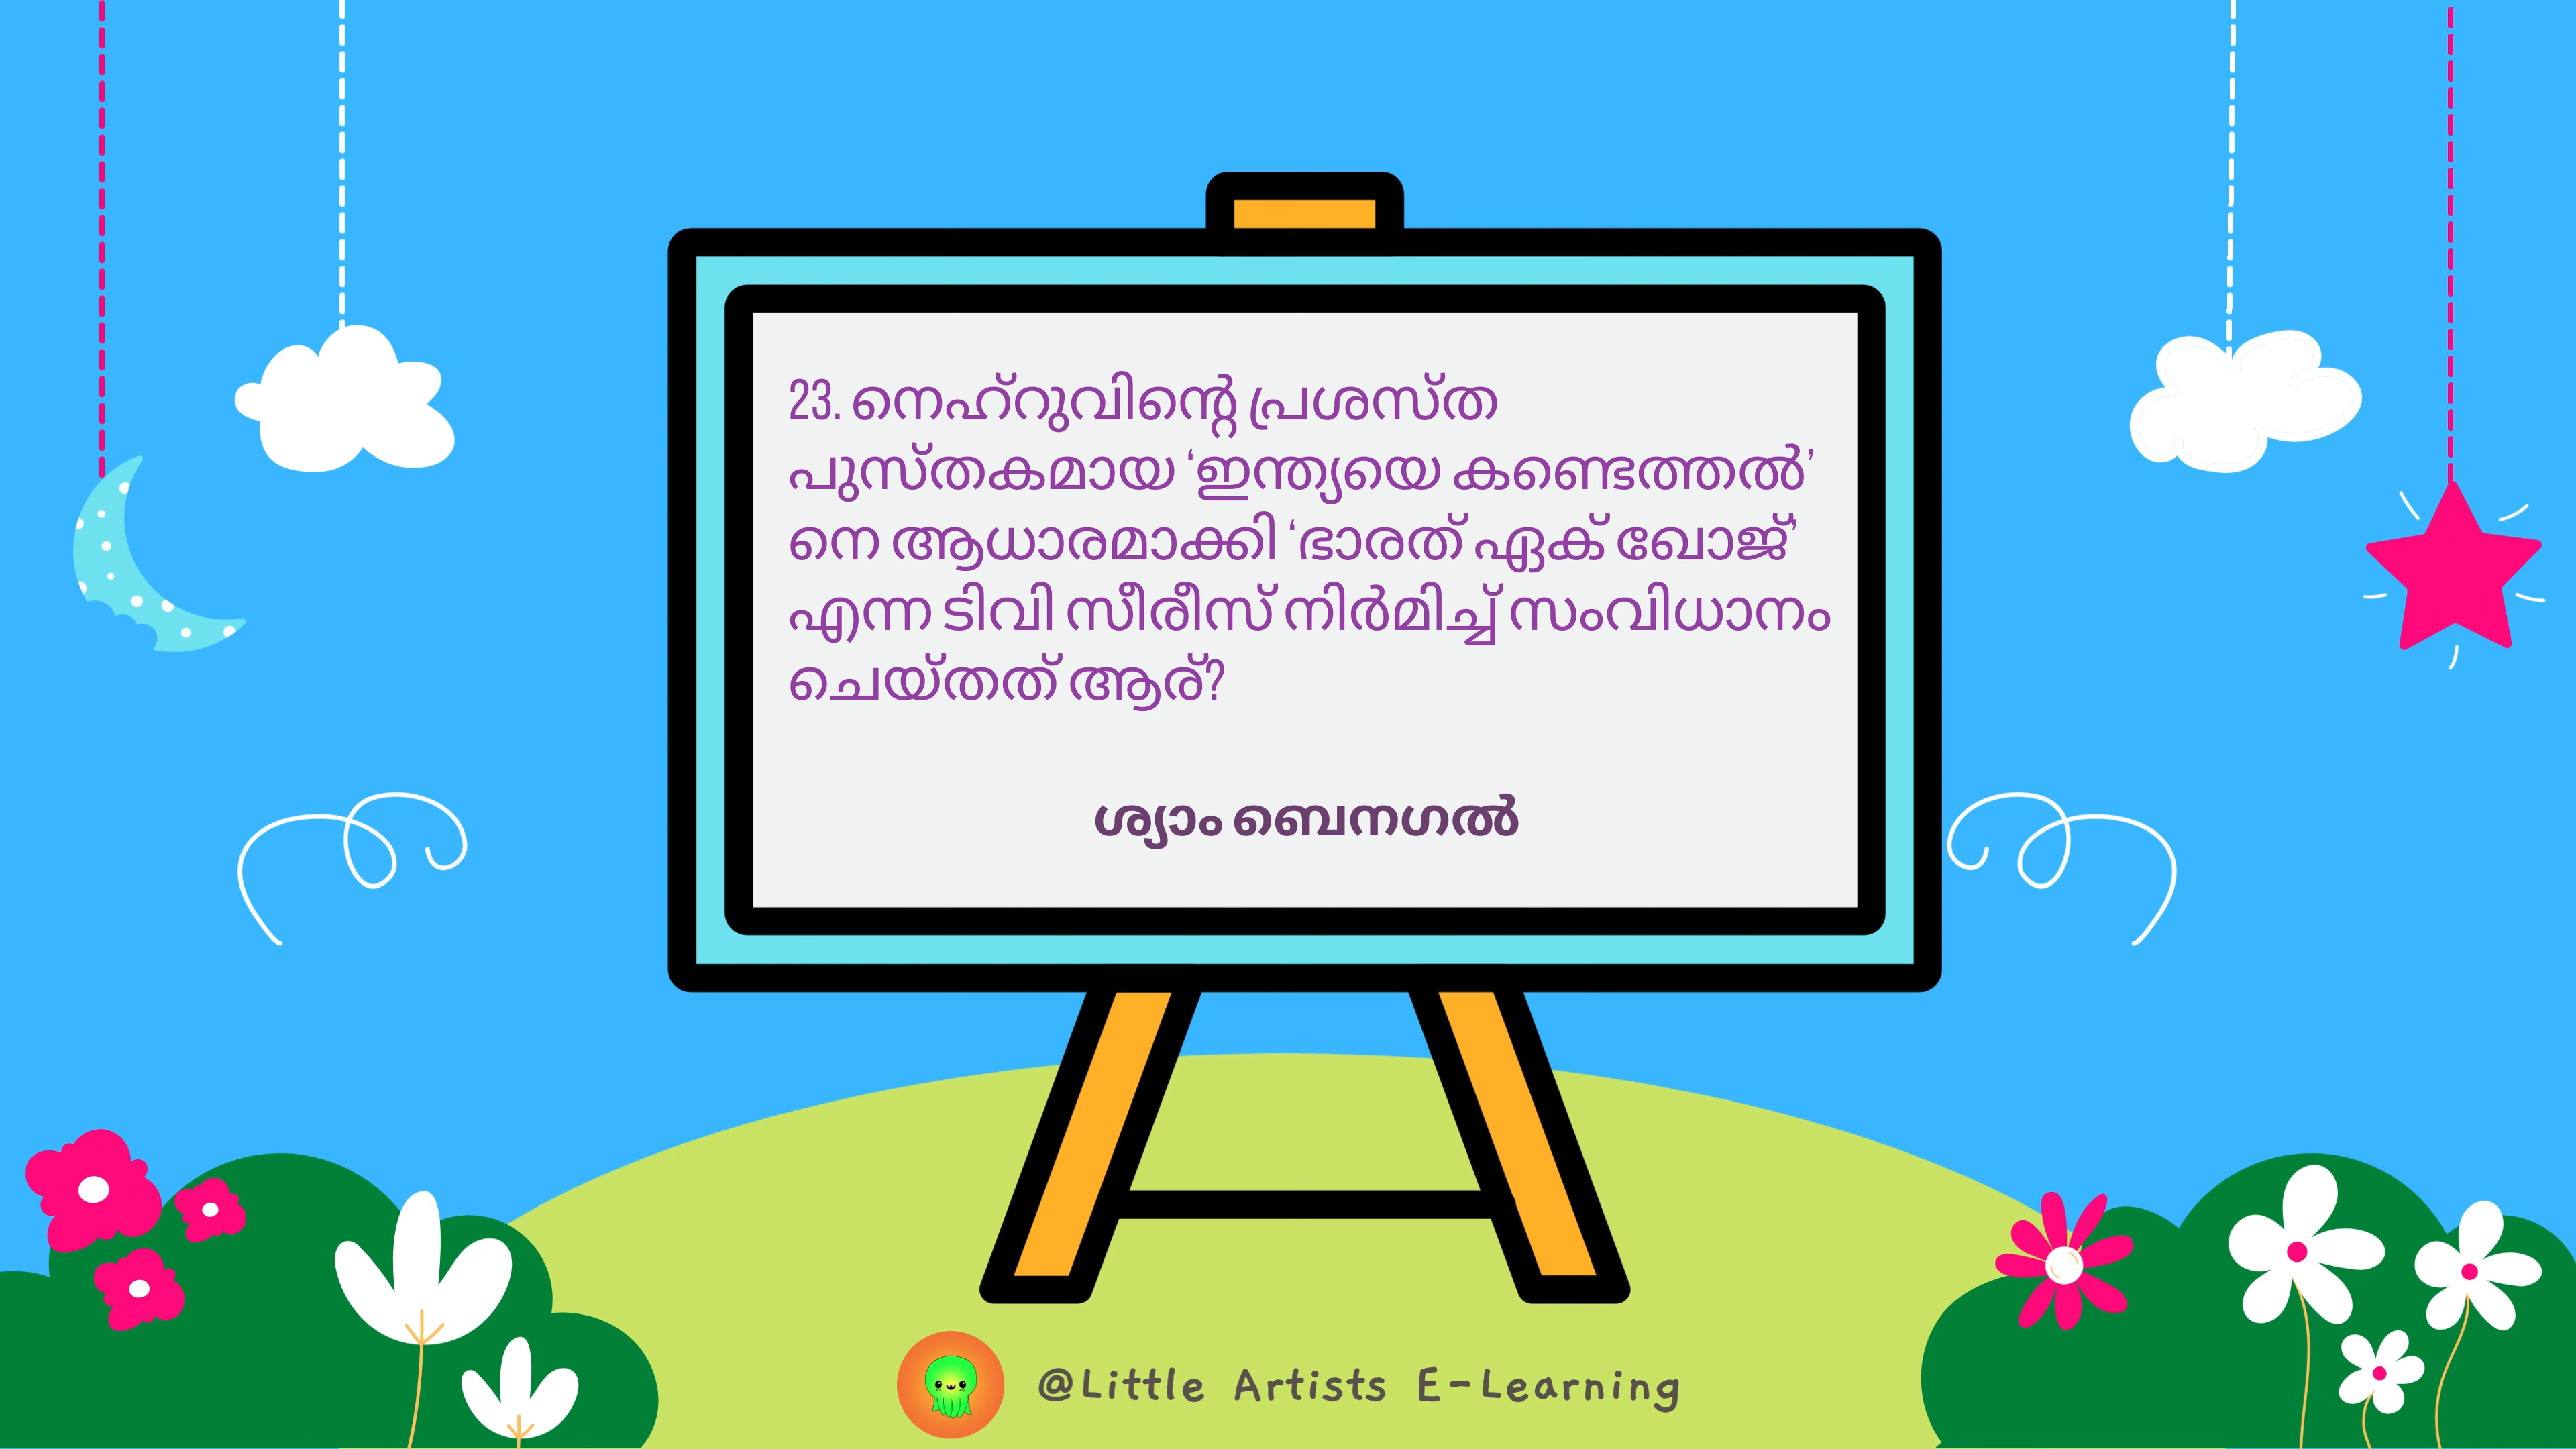 23. നെഹ്റുവിന്റെ പ്രശസ്ത
പുസ്തകമായ ‘ഇന്ത്യയെ കണ്ടെത്തൽ’
നെ ആധാരമാക്കി ‘ഭാരത് ഏക് ഖോജ്’
എന്ന ടിവി സീരീസ് നിർമിച്ച് സംവിധാനം
ചെയ്തത് ആര്?
ശ്യാം ബെനഗൽ
@Little Artists E-Learning